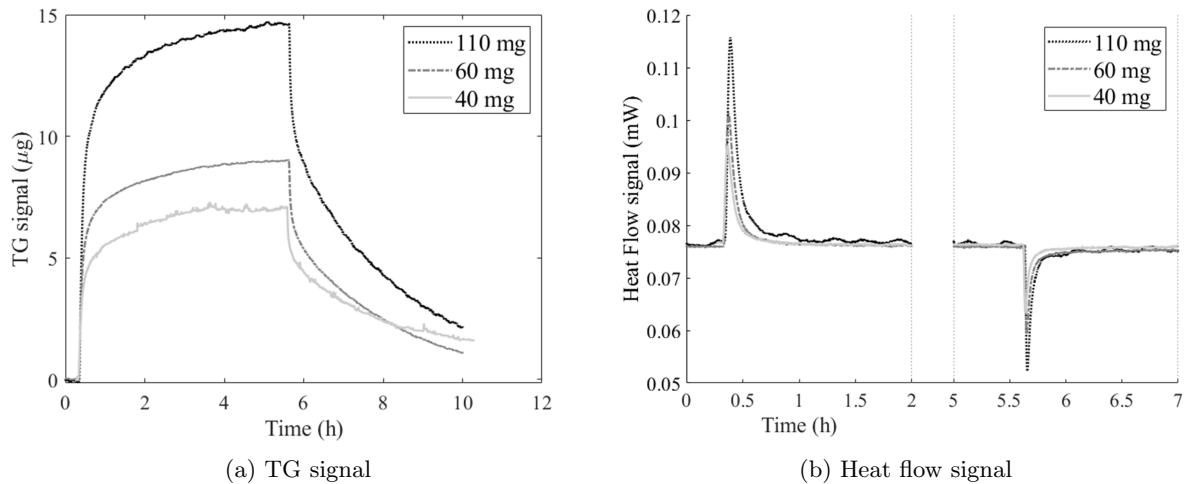 15
10
5
0
TG signal (μg)
110 mg
60 mg
40 mg
0 2 4 6 8 10 12
Time (h)
(a) TG signal
0.12
0.11
0.1
0.09
0.08
0.07
0.06
0.05
Heat Flow signal (mW)
110 mg
60 mg
40 mg
0 0.5 1 1.5 2 5 5.5 6 6.5 7
Time (h)
(b) Heat flow signal